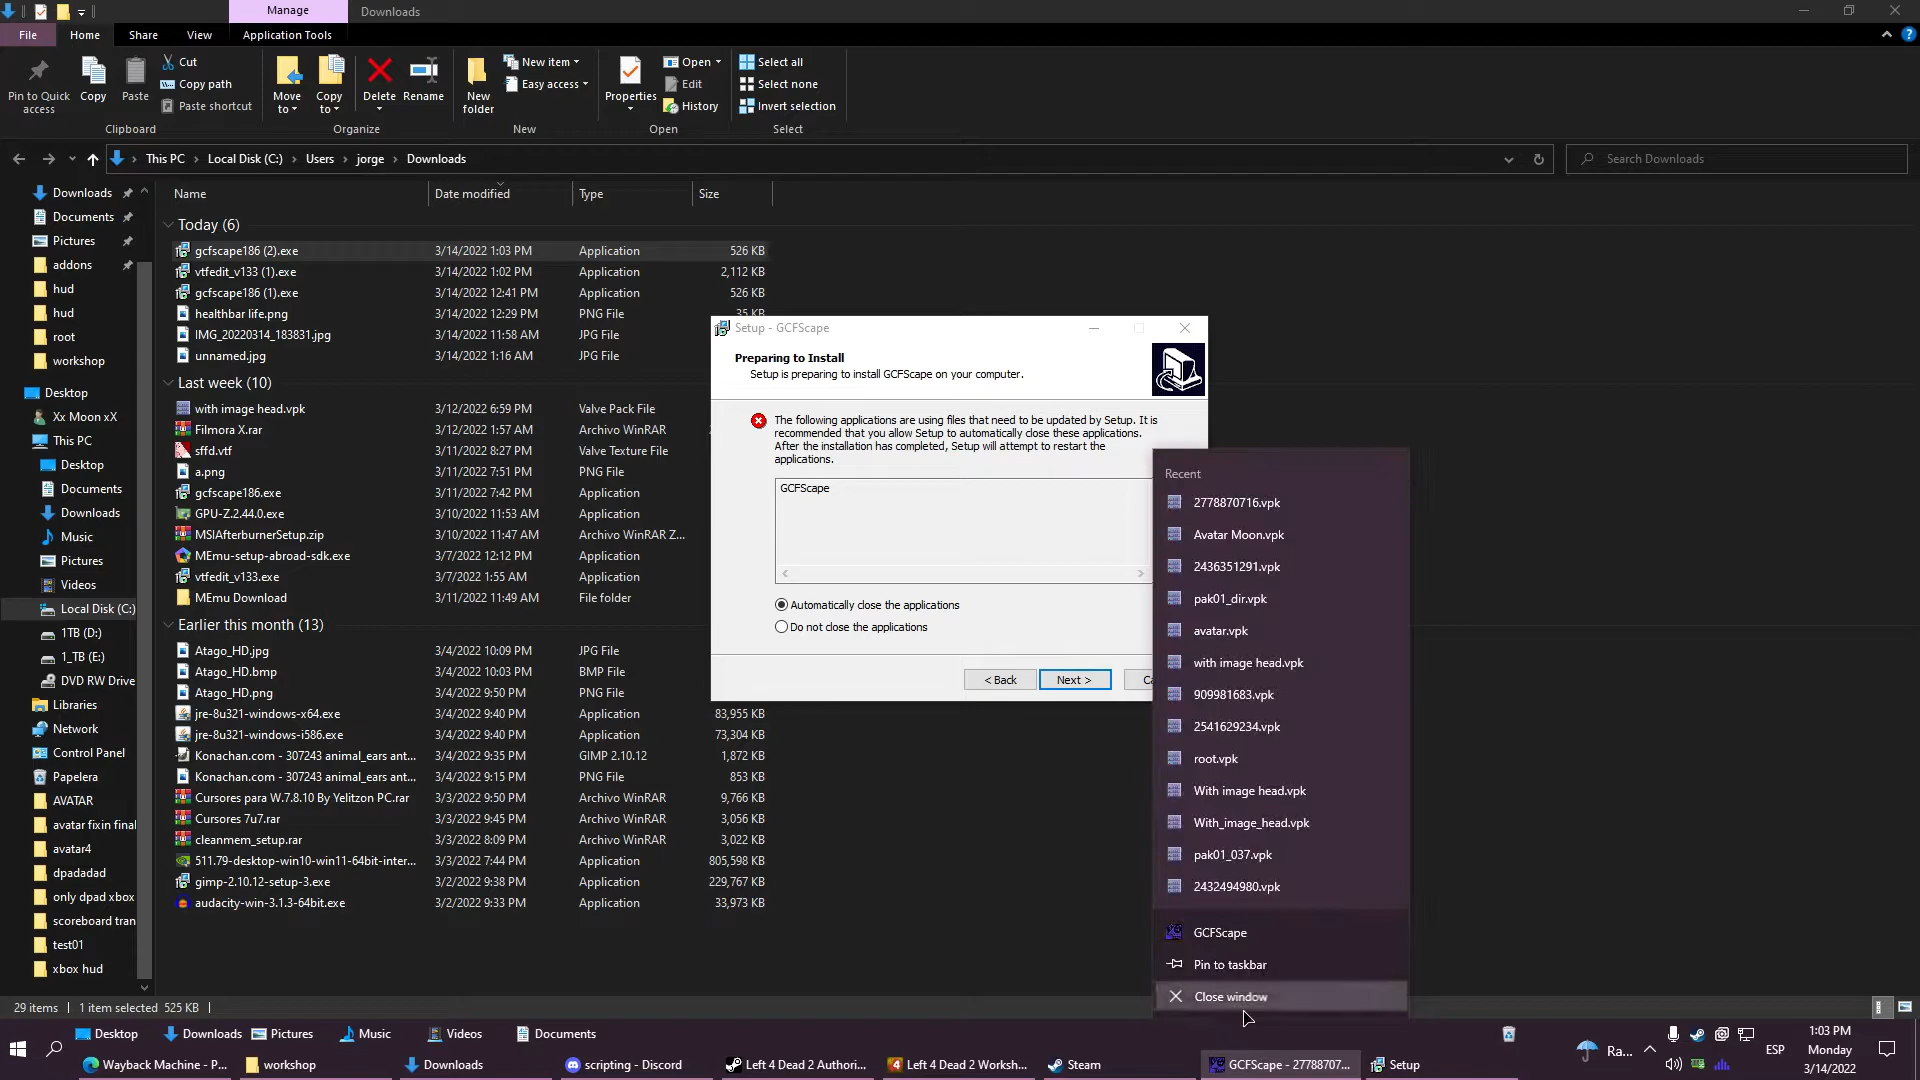 Manage
Downloads
File
Home
Share
View
Application Tools
Pin to Quick
access
Copy
Paste
Cut
Copy path
Paste shortcut
Clipboard
Move
to
Copy
to
Delete
Rename
Organize
New
folder
New item
Easy access
New
Properties
Open
Edit
History
Open
Select all
Select none
Invert selection
Select
This PC
Local Disk (C:)
Users
jorge
Downloads
Search Downloads
Name
Date modified
Type
Size
Downloads
Documents
Pictures
addons
hud
hud
root
workshop
Desktop
Xx Moon xX
This PC
Desktop
Documents
Downloads
Music
Pictures
Videos
Local Disk (C:)
1TB (D:)
1_TB (E:)
DVD RW Drive
Libraries
Network
Control Panel
Papelera
AVATAR
avatar fixin final
avatar4
dpadadad
only dpad xbox
scoreboard tran
test01
xbox hud
Today (6)
gcfscape186 (2).exe 3/14/2022 1:03 PM Application 526 KB
vtfedit_v133 (1).exe 3/14/2022 1:02 PM Application 2,112 KB
gcfscape186 (1).exe 3/14/2022 12:41 PM Application 526 KB
healthbar life.png 3/14/2022 12:29 PM PNG File 35 KB
IMG_20220314_183831.jpg 3/14/2022 11:58 AM JPG File
unnamed.jpg 3/14/2022 1:16 AM JPG File
Last week (10)
with image head.vpk 3/12/2022 6:59 PM Valve Pack File
Filmora X.rar 3/12/2022 1:57 AM Archivo WinRAR
sffd.vtf 3/11/2022 8:27 PM Valve Texture File
a.png 3/11/2022 7:51 PM PNG File
gcfscape186.exe 3/11/2022 7:42 PM Application
GPU-Z.2.44.0.exe 3/10/2022 11:53 AM Application
MSIAfterburnerSetup.zip 3/10/2022 11:47 AM Archivo WinRAR Z...
MEmu-setup-abroad-sdk.exe 3/7/2022 12:12 PM Application
vtfedit_v133.exe 3/7/2022 1:55 AM Application
MEmu Download 3/11/2022 11:49 AM File folder
Earlier this month (13)
Atago_HD.jpg 3/4/2022 10:09 PM JPG File
Atago_HD.bmp 3/4/2022 10:03 PM BMP File
Atago_HD.png 3/4/2022 9:50 PM PNG File
jre-8u321-windows-x64.exe 3/4/2022 9:40 PM Application 83,955 KB
jre-8u321-windows-i586.exe 3/4/2022 9:40 PM Application 73,304 KB
Konachan.com - 307243 animal_ears ant... 3/4/2022 9:35 PM GIMP 2.10.12 1,872 KB
Konachan.com - 307243 animal_ears ant... 3/4/2022 9:15 PM PNG File 853 KB
Cursores para W.7.8.10 By Yelitzon PC.rar 3/3/2022 9:50 PM Archivo WinRAR 9,766 KB
Cursores 7u7.rar 3/3/2022 9:45 PM Archivo WinRAR 3,056 KB
cleanmem_setup.rar 3/3/2022 8:09 PM Archivo WinRAR 3,022 KB
511.79-desktop-win10-win11-64bit-inter... 3/3/2022 7:44 PM Application 805,598 KB
gimp-2.10.12-setup-3.exe 3/2/2022 9:38 PM Application 229,767 KB
audacity-win-3.1.3-64bit.exe 3/2/2022 9:33 PM Application 33,973 KB
Setup - GCFScape
Preparing to Install
Setup is preparing to install GCFScape on your computer.
The following applications are using files that need to be updated by Setup. It is
recommended that you allow Setup to automatically close these applications.
After the installation has completed, Setup will attempt to restart the
applications.
GCFScape
Automatically close the applications
Do not close the applications
< Back
Next >
Ca
Recent
2778870716.vpk
Avatar Moon.vpk
2436351291.vpk
pak01_dir.vpk
avatar.vpk
with image head.vpk
909981683.vpk
2541629234.vpk
root.vpk
With image head.vpk
With_image_head.vpk
pak01_037.vpk
2432494980.vpk
GCFScape
Pin to taskbar
Close window
29 items
1 item selected 525 KB
Desktop
Downloads
Pictures
Music
Videos
Documents
Wayback Machine - P...
workshop
Downloads
scripting - Discord
Left 4 Dead 2 Authori...
Left 4 Dead 2 Worksh...
Steam
GCFScape - 27788707...
Setup
Ra...
ESP
1:03 PM
Monday
3/14/2022